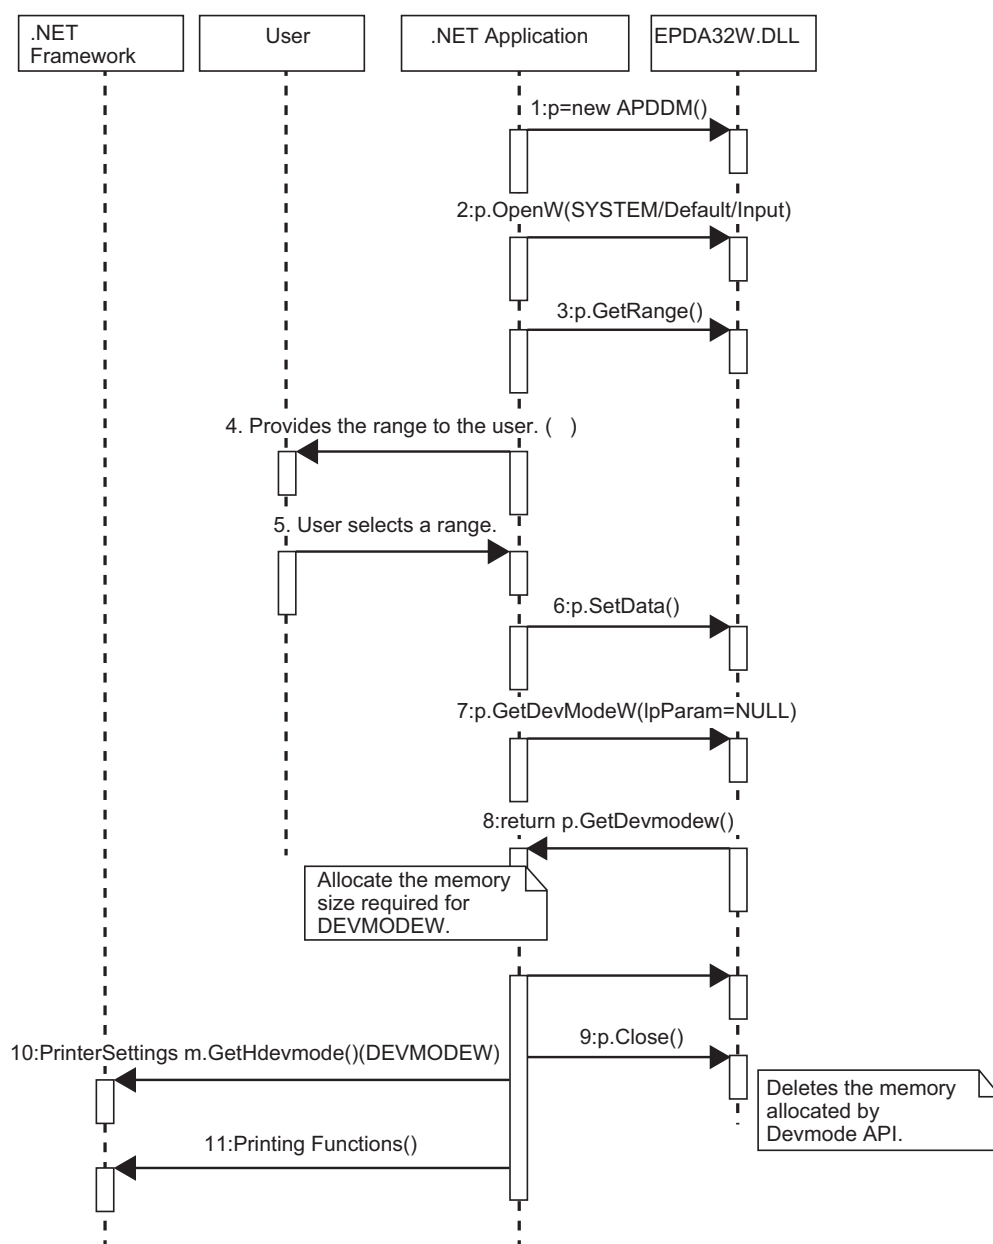 .NET
Framework
User
.NET Application
EPDA32W.DLL
1:p=new APDDM()
2:p.OpenW(SYSTEM/Default/Input)
3:p.GetRange()
4. Provides the range to the user. ( )
5. User selects a range.
6:p.SetData()
7:p.GetDevModeW(lpParam=NULL)
8:return p.GetDevmodew()
Allocate the memory
size required for
DEVMODEW.
9:p.Close()
10:PrinterSettings m.GetHdevmode()(DEVMODEW)
Deletes the memory
allocated by
Devmode API.
11:Printing Functions()